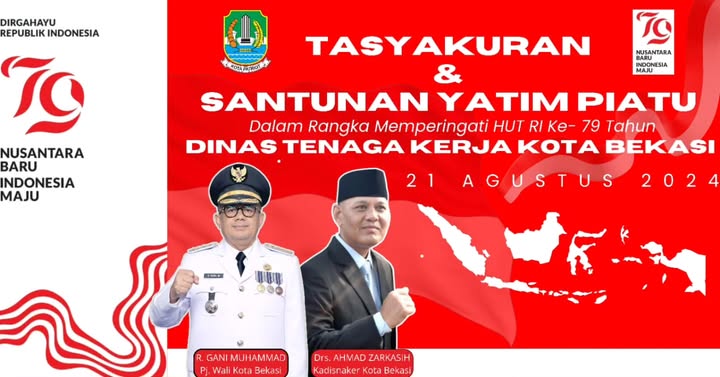 DIRGAHAYU
REPUBLIK INDONESIA
79
NUSANTARA
BARU
INDONESIA
MAJU
KOTA BEKASI
79
NUSANTARA
BARU
INDONESIA
MAJU
TASYAKURAN
&
SANTUNAN YATIM PIATU
Dalam Rangka Memperingati HUT RI Ke- 79 Tahun
DINAS TENAGA KERJA KOTA BEKASI
21 AGUSTUS 2024
R. GANI MUHAMMAD
Pj. Wali Kota Bekasi
Drs. AHMAD ZARKASIH
Kadisnaker Kota Bekasi